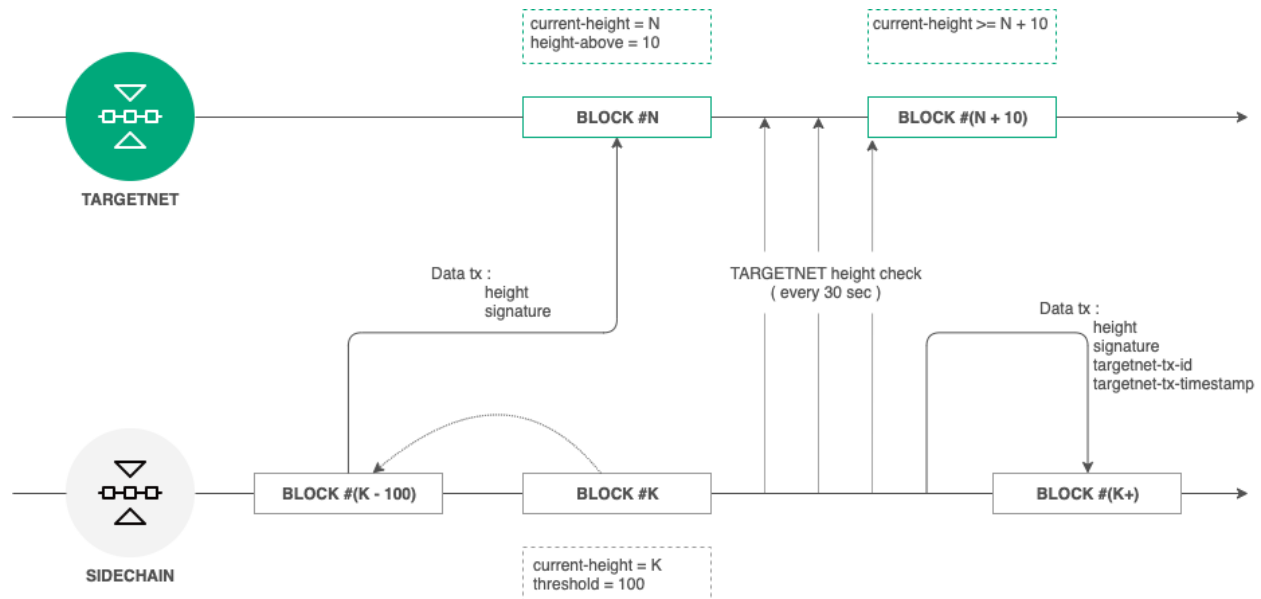 current-height = N
height-above = 10
current-height >= N + 10
BLOCK #N
BLOCK #(N + 10)
TARGETNET
Data tx :
height
signature
TARGETNET height check
( every 30 sec )
Data tx :
height
signature
targetnet-tx-id
targetnet-tx-timestamp
BLOCK #(K - 100)
BLOCK #K
BLOCK #(K+)
SIDECHAIN
current-height = K
threshold = 100